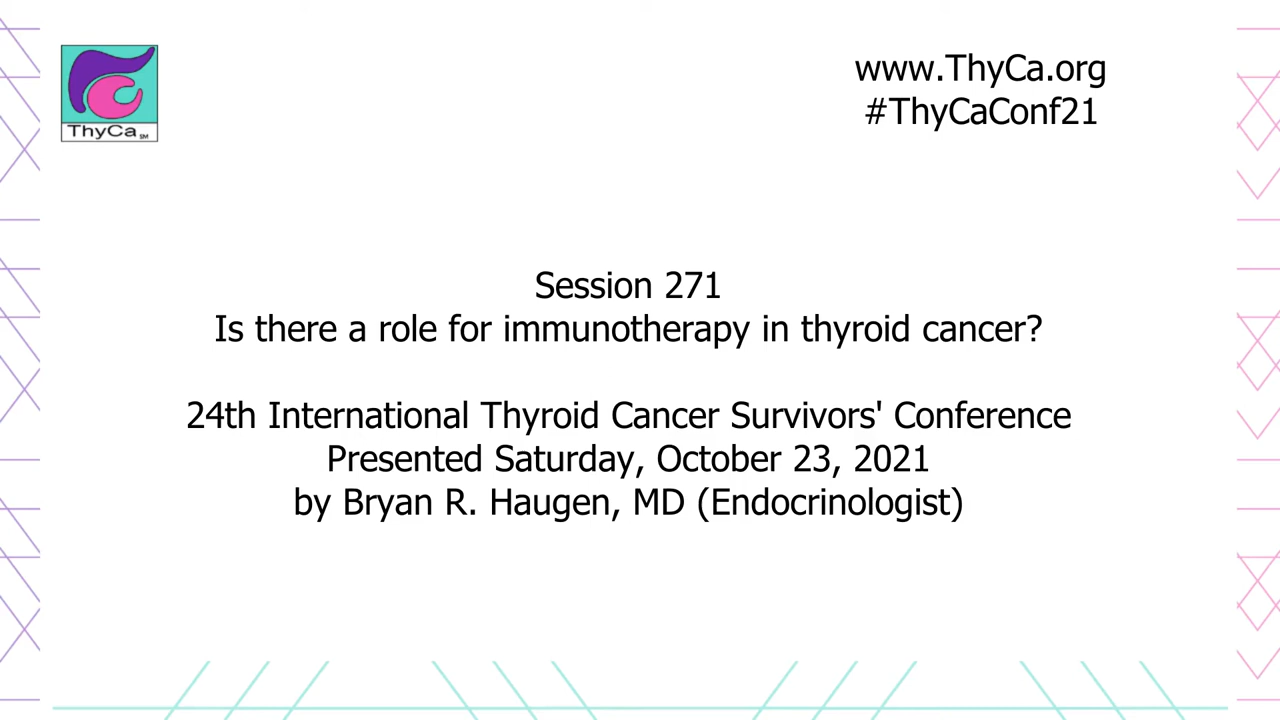 ThyCa SM
www.ThyCa.org
#ThyCaConf21
Session 271
Is there a role for immunotherapy in thyroid cancer?
24th International Thyroid Cancer Survivors' Conference
Presented Saturday, October 23, 2021
by Bryan R. Haugen, MD (Endocrinologist)